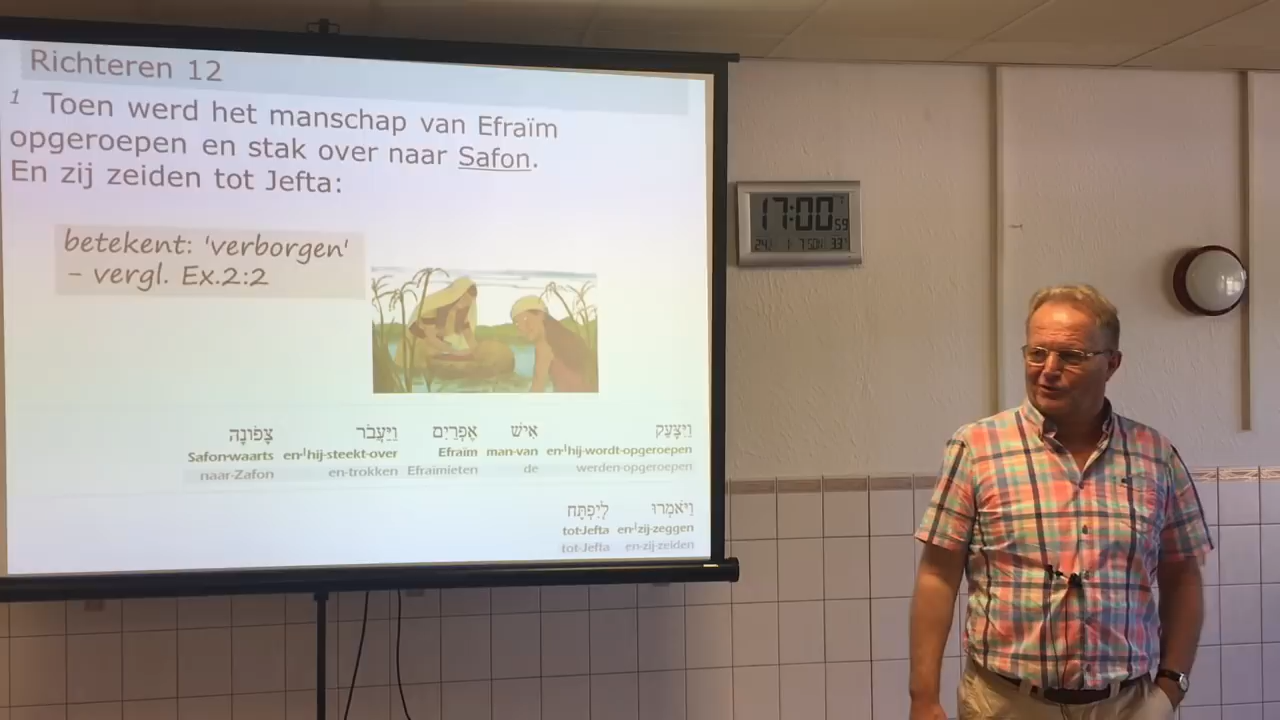 Richteren 12
1 Toen werd het manschap van Efraïm
opgeroepen en stak over naar Safon.
En zij zeiden tot Jefta:
betekent: 'verborgen'
– vergl. Ex.2:2
וַיִּצָּעֵק אִישׁ אֶפְרַיִם וַיַּעֲבֹר צָפוֹנָה
Safon-waarts en-hij-steekt-over Efraïm man-van en-hij-wordt-opgeroepen
naar-Zafon en-trokken Efraïmieten de werden-opgeroepen
וַיֹּאמְרוּ לְיִפְתָּח
tot-Jefta en-zij-zeggen
tot-Jefta en-zij-zeiden
17:00 59